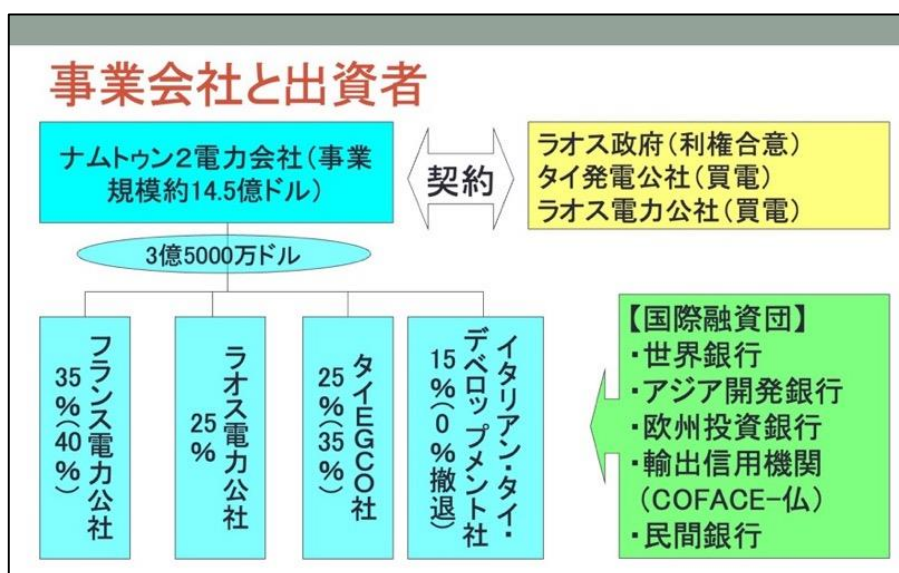 事業会社と出資者
ナムトゥン２電力会社(事業
規模約14.5億ドル)
契約
ラオス政府(利権合意)
タイ発電公社(買電)
ラオス電力公社(買電)
3億5000万ドル
フランス電力公社
35%(40%)
ラオス電力公社
25%
タイEGCO社
25%(35%)
イタリアン・タイ・
デベロップメント社
15%(0%撤退)
【国際融資団】
・世界銀行
・アジア開発銀行
・欧州投資銀行
・輸出信用機関
(COFACE-仏)
・民間銀行